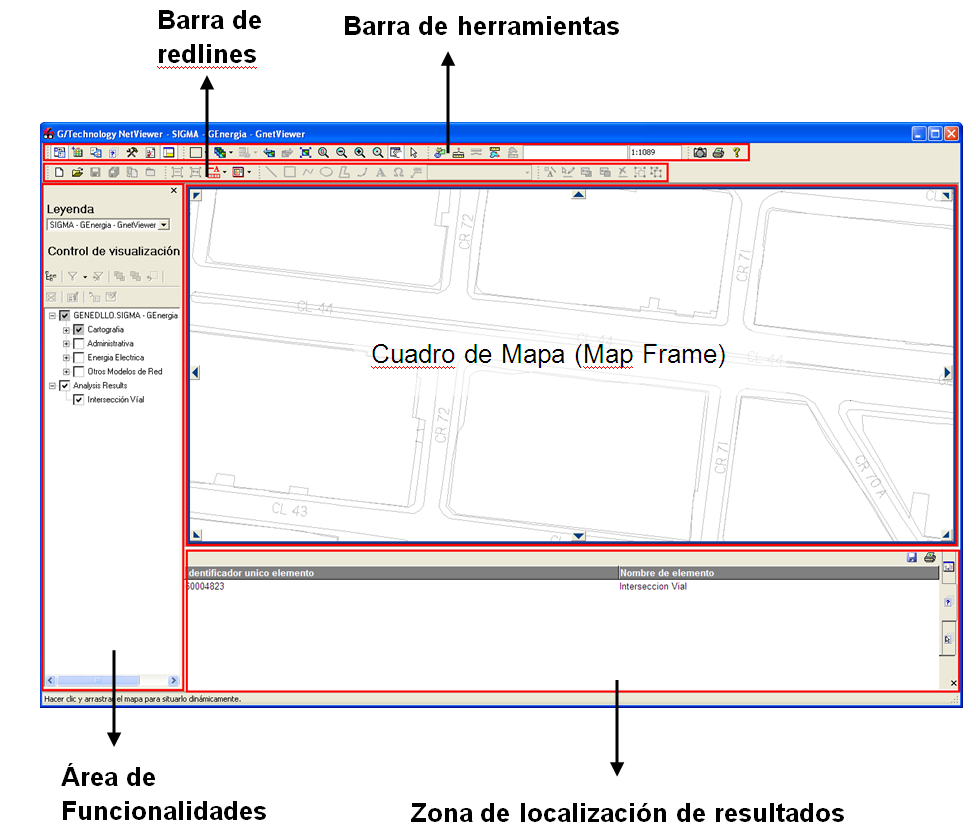 Barra de
redlines
Barra de herramientas
G/Technology NetViewer - SIGMA - GEnergia - GnetViewer
1:1089
Leyenda
SIGMA - GEnergia - GnetViewer
Control de visualización
GENEDLLO.SIGMA - GEnergia
Cartografia
Administrativa
Energia Electrica
Otros Modelos de Red
Analysis Results
Intersección Víal
CR 72
CR 71
CL 44
CL 44
Cuadro de Mapa (Map Frame)
CR 72
CR 71
CR 70 A
CL 43
dentificador unico elemento
Nombre de elemento
60004823
Interseccion Vial
Hacer clic y arrastrar el mapa para situarlo dinámicamente.
Área de
Funcionalidades
Zona de localización de resultados